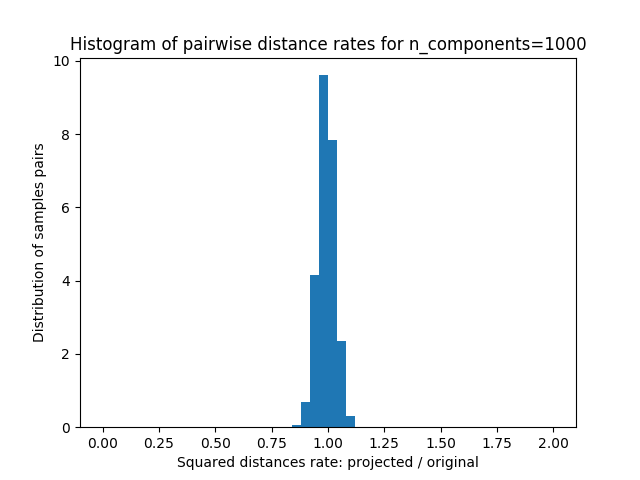 Histogram of pairwise distance rates for n_components=1000
10
8
6
4
2
0
Distribution of samples pairs
0.00 0.25 0.50 0.75 1.00 1.25 1.50 1.75 2.00
Squared distances rate: projected / original